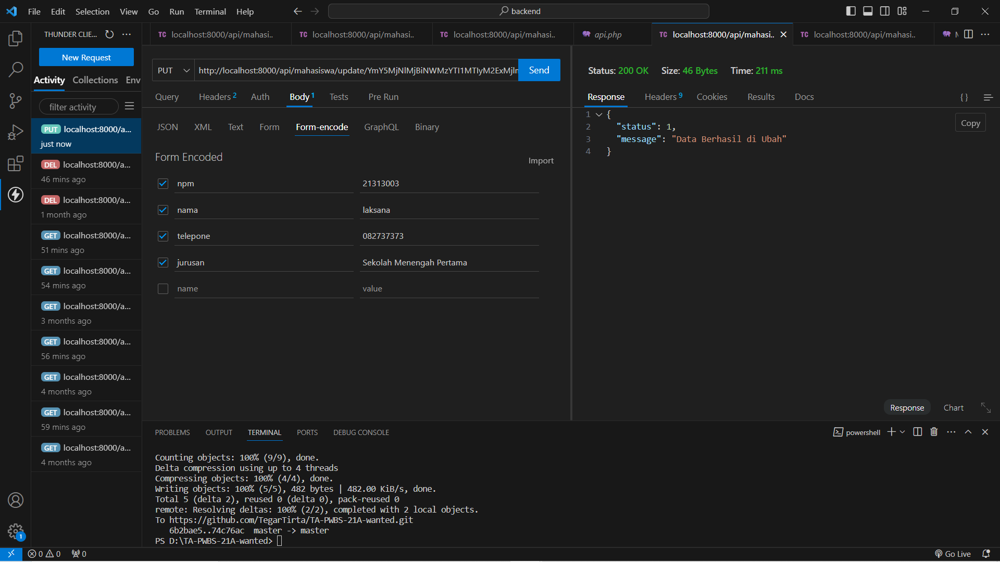 File Edit Selection View Go Run Terminal Help
backend
THUNDER CLIE...
New Request
Activity Collections Env
filter activity
PUT localhost:8000/a...
just now
DEL localhost:8000/a...
46 mins ago
DEL localhost:8000/a...
1 month ago
GET localhost:8000/a...
51 mins ago
GET localhost:8000/a...
54 mins ago
GET localhost:8000/a...
3 months ago
GET localhost:8000/a...
56 mins ago
GET localhost:8000/a...
4 months ago
GET localhost:8000/a...
59 mins ago
GET localhost:8000/a...
4 months ago
1
TC localhost:8000/api/mahasi.. TC localhost:8000/api/mahasi.. TC localhost:8000/api/mahasi.. api.php TC localhost:8000/api/mahasi.. TC localhost:8000/api/mahasi..
PUT http://localhost:8000/api/mahasiswa/update/YmY5MjNlMjBiNWMzYTI1MTIyM2ExMjlm Send
Query Headers 2 Auth Body 1 Tests Pre Run
JSON XML Text Form Form-encode GraphQL Binary
Form Encoded
Import
npm 21313003
nama laksana
telepone 082737373
jurusan Sekolah Menengah Pertama
name value
Status: 200 OK Size: 46 Bytes Time: 211 ms
Response Headers 9 Cookies Results Docs { }
1 {
2 "status": 1,
3 "message": "Data Berhasil di Ubah"
4 }
Copy
Response Chart
PROBLEMS OUTPUT TERMINAL PORTS DEBUG CONSOLE
powershell
Counting objects: 100% (9/9), done.
Delta compression using up to 4 threads
Compressing objects: 100% (4/4), done.
Writing objects: 100% (5/5), 482 bytes | 482.00 KiB/s, done.
Total 5 (delta 2), reused 0 (delta 0), pack-reused 0
remote: Resolving deltas: 100% (2/2), completed with 2 local objects.
To https://github.com/TegarTirta/TA-PWBS-21A-wanted.git
6b2bae5..74c76ac master -> master
PS D:\TA-PWBS-21A-wanted>
0 0 0
Go Live